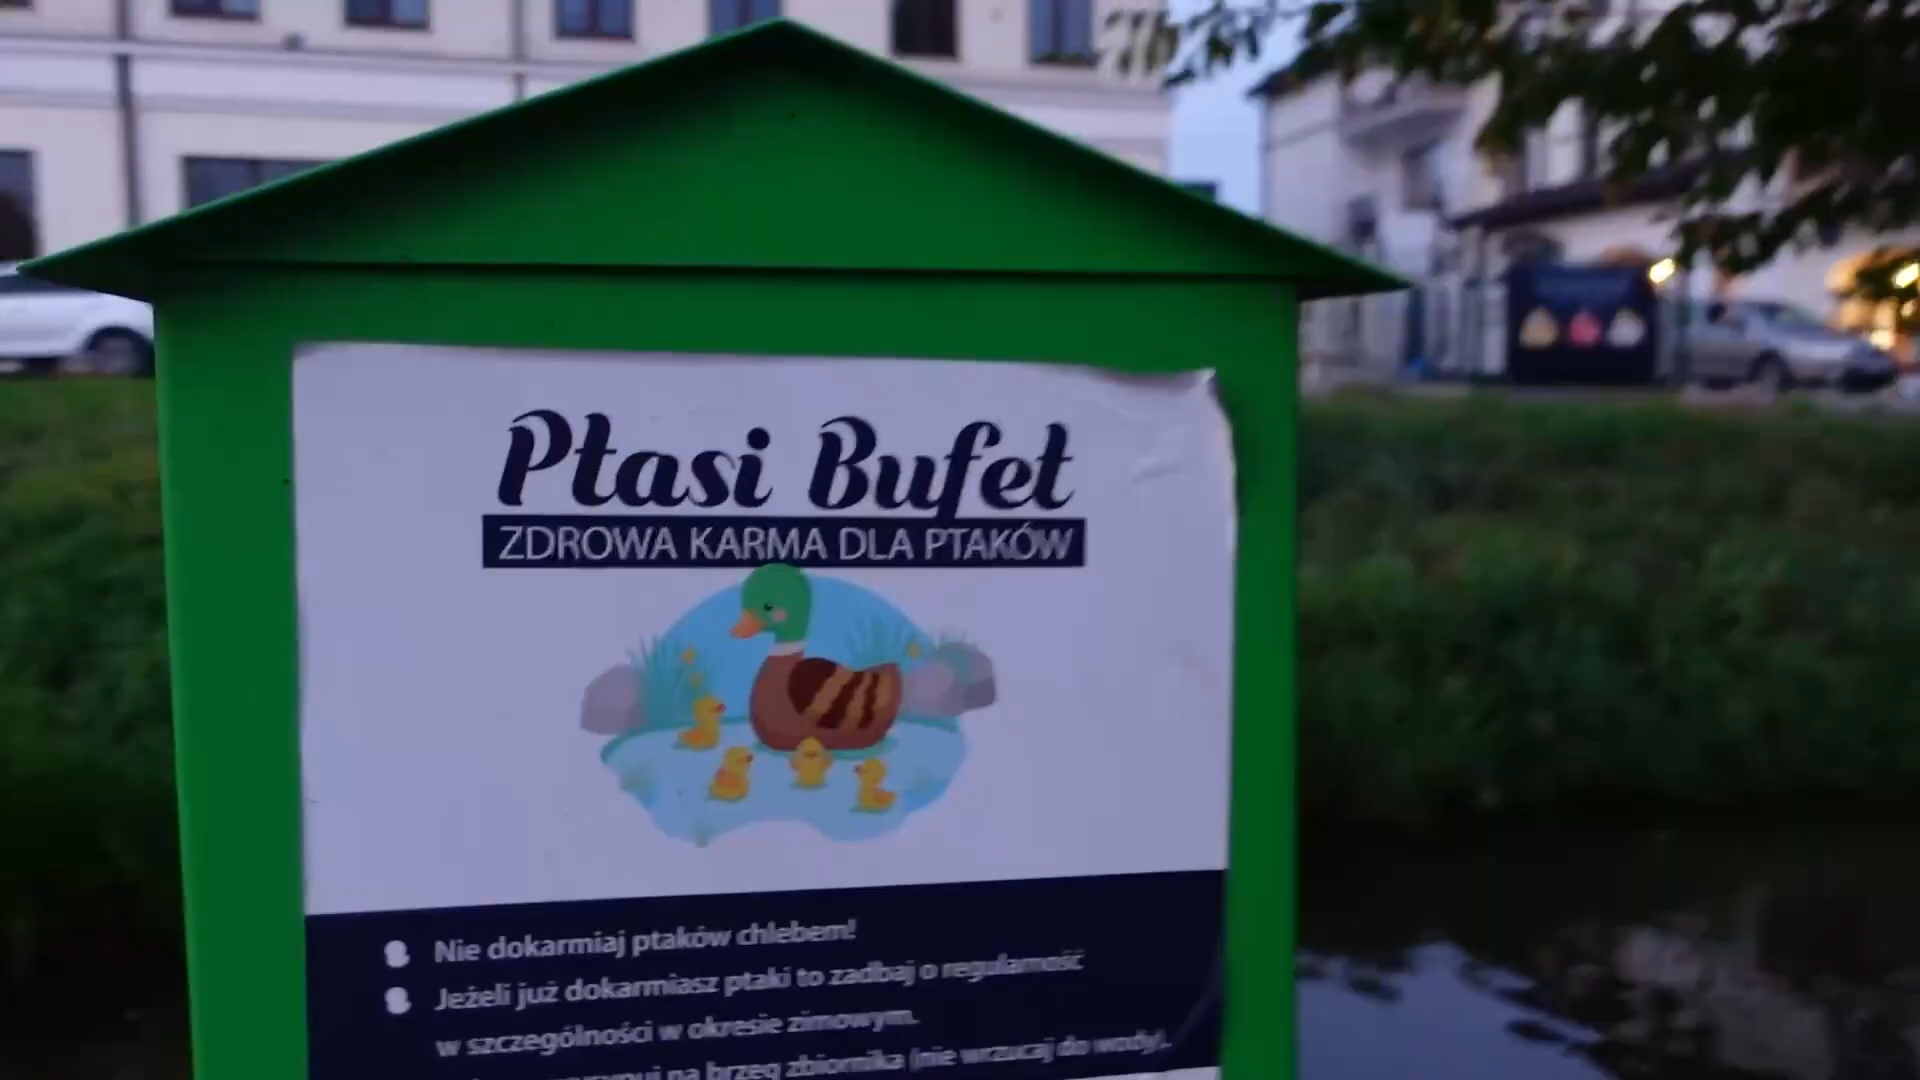 Ptasi Bufet
ZDROWA KARMA DLA PTAKÓW
Nie dokarmiaj ptaków chlebem!
Jeżeli już dokarmiasz ptaki to zadbaj o regularność
w szczególności w okresie zimowym.
na brzeg zbiornika (nie wrzucaj do wody).